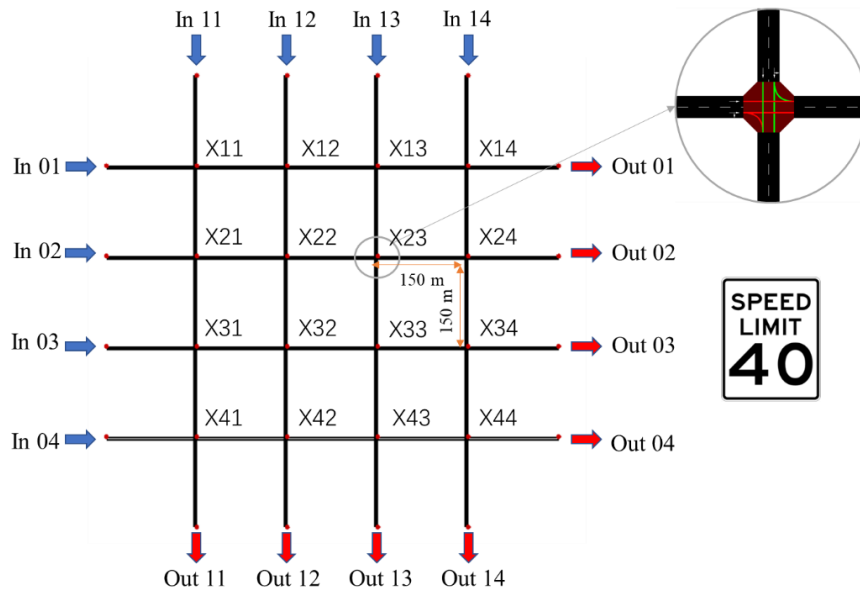 In 11 In 12 In 13 In 14
In 01 X11 X12 X13 X14 Out 01
In 02 X21 X22 X23 X24 Out 02
150 m
150 m
SPEED
LIMIT
40
In 03 X31 X32 X33 X34 Out 03
In 04 X41 X42 X43 X44 Out 04
Out 11 Out 12 Out 13 Out 14